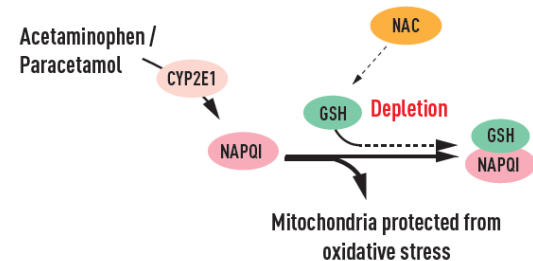 Acetaminophen /
Paracetamol
CYP2E1
NAC
GSH
Depletion
NAPQI
GSH
NAPQI
Mitochondria protected from
oxidative stress